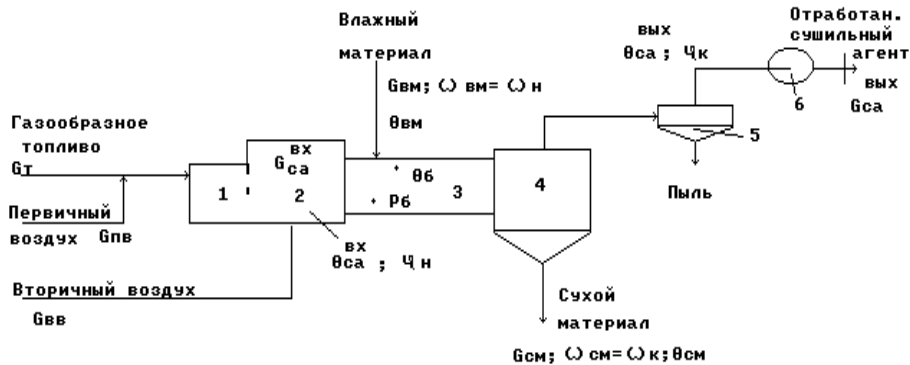 Влажный
материал
Gвм; ω вм= ω н
θвм
вых
θса ; φк
Отработан.
сушильный
агент
вых
Gса
6
5
Пыль
Газообразное
топливо
Gт
Первичный
воздух Gпв
вх
Gса
1
2
θб
Pб
3
4
вх
θса ; φн
Вторичный воздух
Gвв
Сухой
материал
Gсм; ω см= ω к;θсм